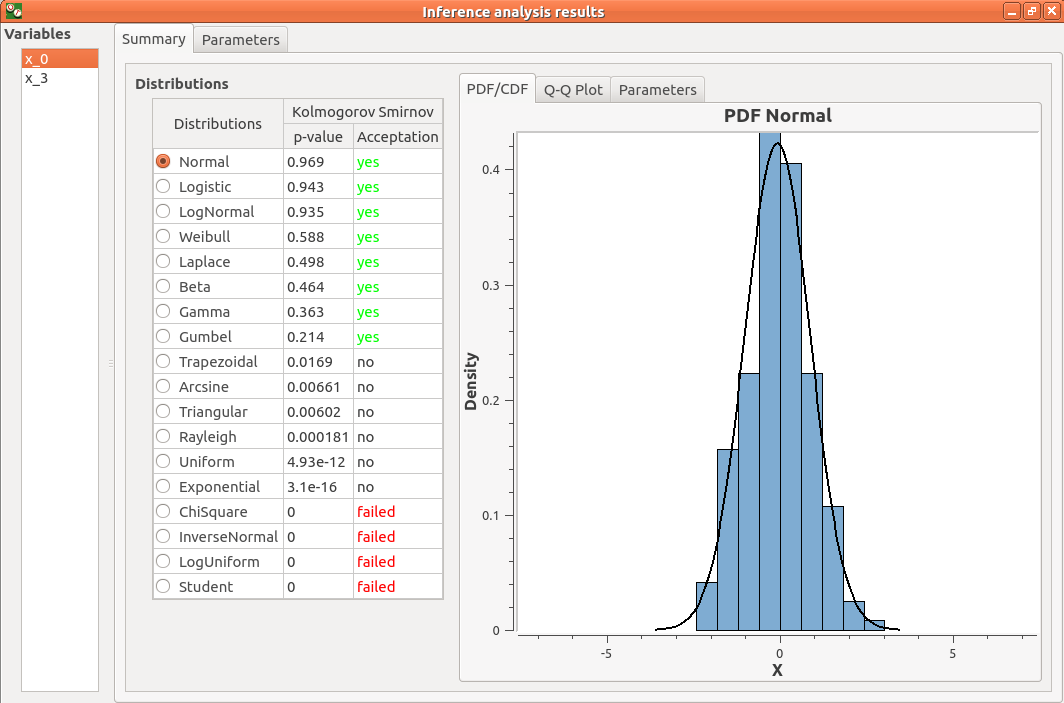 Inference analysis results
Variables
x_0
x_3
Summary Parameters
Distributions
Distributions Kolmogorov Smirnov
p-value Acceptation
Normal 0.969 yes
Logistic 0.943 yes
LogNormal 0.935 yes
Weibull 0.588 yes
Laplace 0.498 yes
Beta 0.464 yes
Gamma 0.363 yes
Gumbel 0.214 yes
Trapezoidal 0.0169 no
Arcsine 0.00661 no
Triangular 0.00602 no
Rayleigh 0.000181 no
Uniform 4.93e-12 no
Exponential 3.1e-16 no
ChiSquare 0 failed
InverseNormal 0 failed
LogUniform 0 failed
Student 0 failed
PDF/CDF Q-Q Plot Parameters
PDF Normal
Density
0.4
0.3
0.2
0.1
0
-5 0 5
X